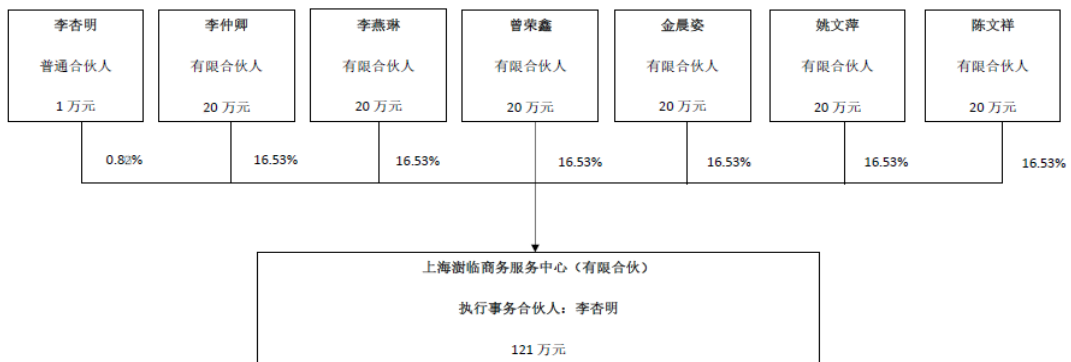 李杏明
普通合伙人
1 万元
李仲卿
有限合伙人
20 万元
李燕琳
有限合伙人
20 万元
曾荣鑫
有限合伙人
20 万元
金晨姿
有限合伙人
20 万元
姚文萍
有限合伙人
20 万元
陈文祥
有限合伙人
20 万元
16.53%
16.53%
16.53%
16.53%
16.53%
16.53%
上海澍临商务服务中心（有限合伙）
执行事务合伙人：李杏明
121 万元